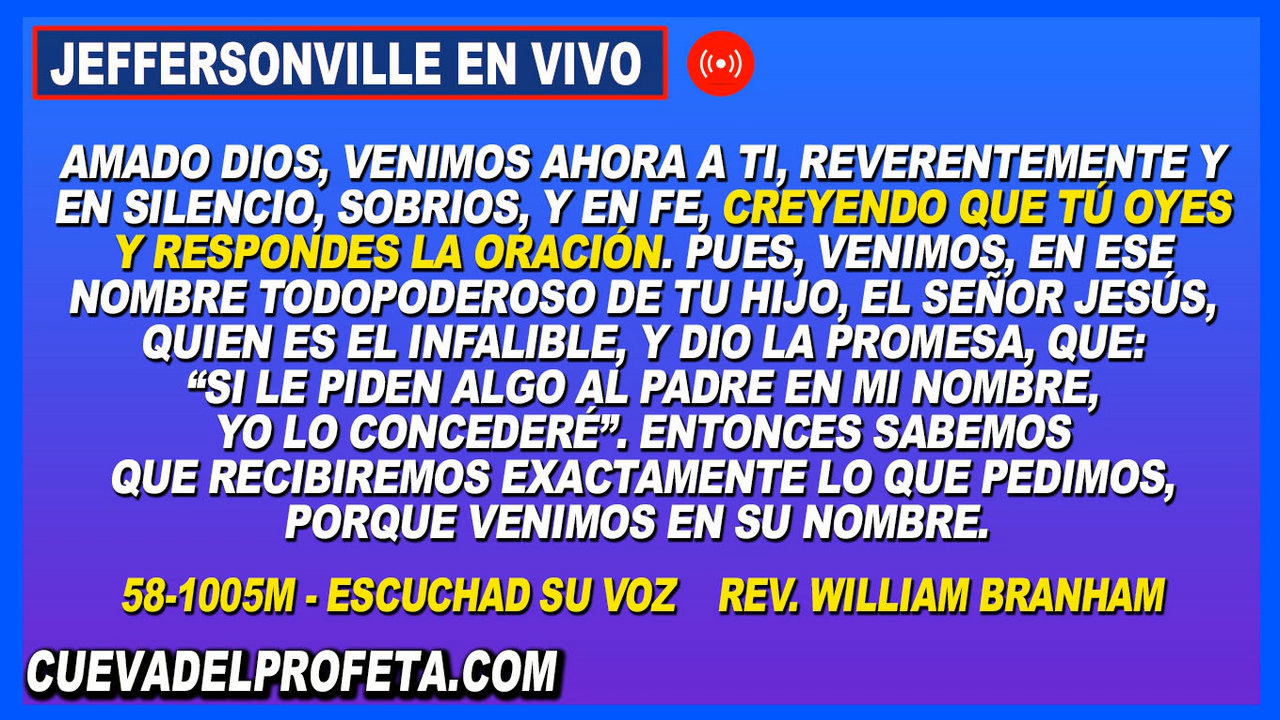 JEFFERSONVILLE EN VIVO
AMADO DIOS, VENIMOS AHORA A TI, REVERENTEMENTE Y
EN SILENCIO, SOBRIOS, Y EN FE, CREYENDO QUE TÚ OYES
Y RESPONDES LA ORACIÓN. PUES, VENIMOS, EN ESE
NOMBRE TODOPODEROSO DE TU HIJO, EL SEÑOR JESÚS,
QUIEN ES EL INFALIBLE, Y DIO LA PROMESA, QUE:
“SI LE PIDEN ALGO AL PADRE EN MI NOMBRE,
YO LO CONCEDERÉ”. ENTONCES SABEMOS
QUE RECIBIREMOS EXACTAMENTE LO QUE PEDIMOS,
PORQUE VENIMOS EN SU NOMBRE.
58-1005M - ESCUCHAD SU VOZ REV. WILLIAM BRANHAM
CUEVADELPROFETA.COM